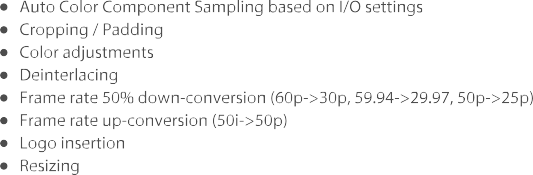 ● Auto Color Component Sampling based on I/O settings
● Cropping / Padding
● Color adjustments
● Deinterlacing
● Frame rate 50% down-conversion (60p->30p, 59.94->29.97, 50p->25p)
● Frame rate up-conversion (50i->50p)
● Logo insertion
● Resizing